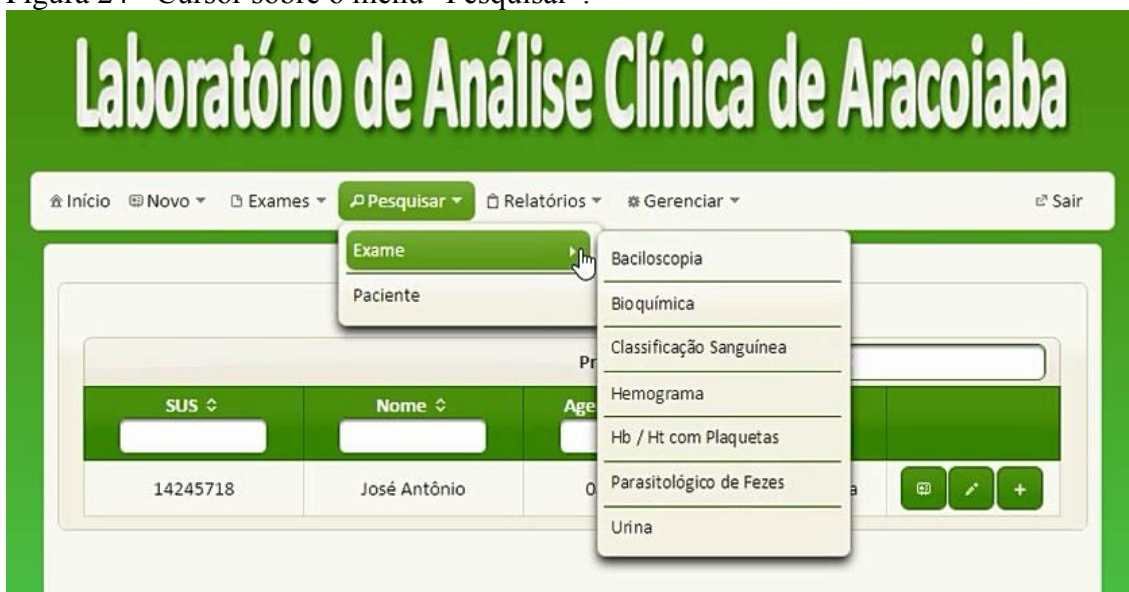 Figura 24 - Cursor sobre o menu "Pesquisar".
Laboratório de Análise Clínica de Aracoiaba
Início Novo Exames Pesquisar Relatórios Gerenciar Sair
Exame
Paciente
Baciloscopia
Bioquímica
Classificação Sanguínea
Hemograma
Hb / Ht com Plaquetas
Parasitológico de Fezes
Urina
SUS Nome
14245718 José Antônio